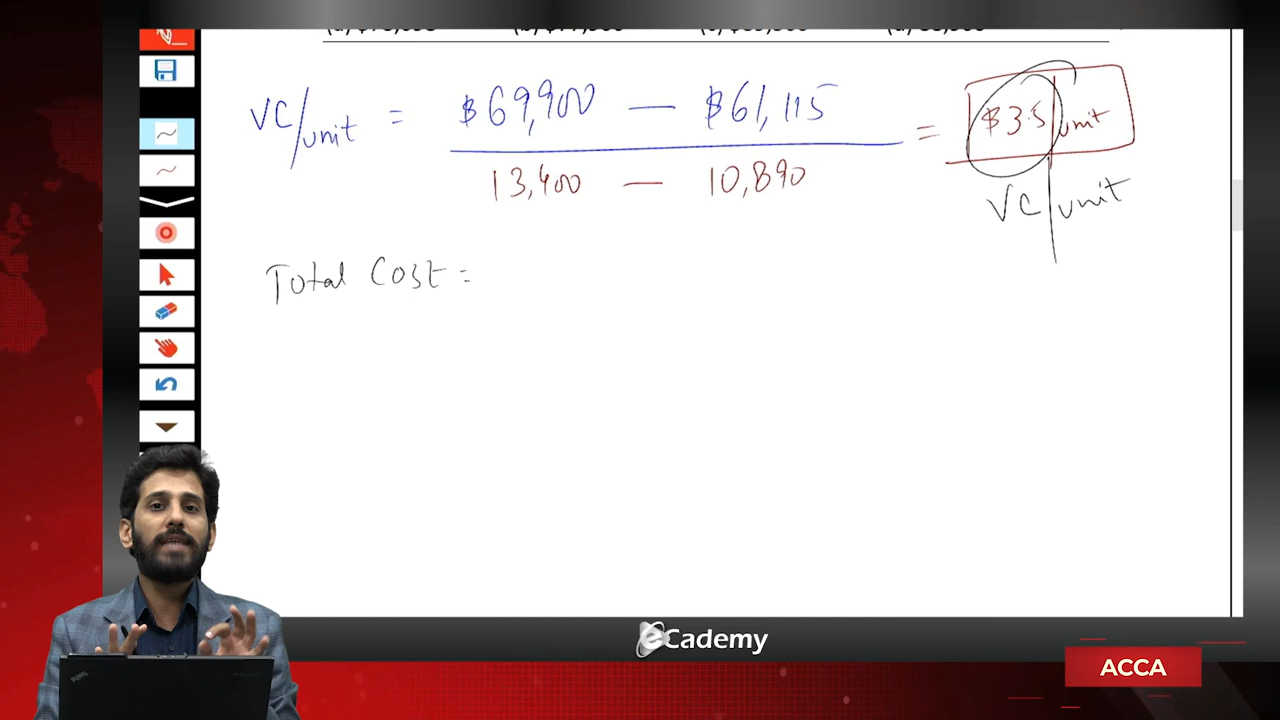 VC/unit = $69,900 — $61,115 = $3.5/unit
13,400 — 10,890
VC/unit
Total Cost =
eCademy
ACCA